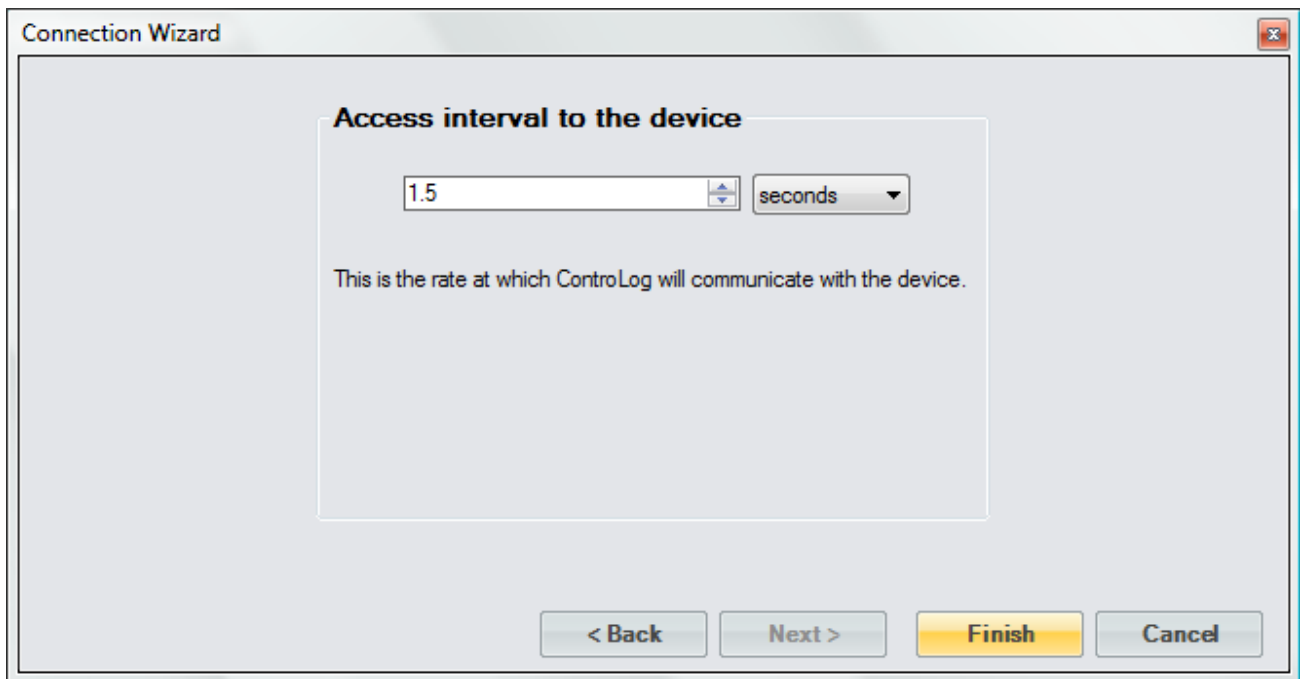 Connection Wizard
Access interval to the device
1.5 seconds
This is the rate at which ControLog will communicate with the device.
< Back Next > Finish Cancel